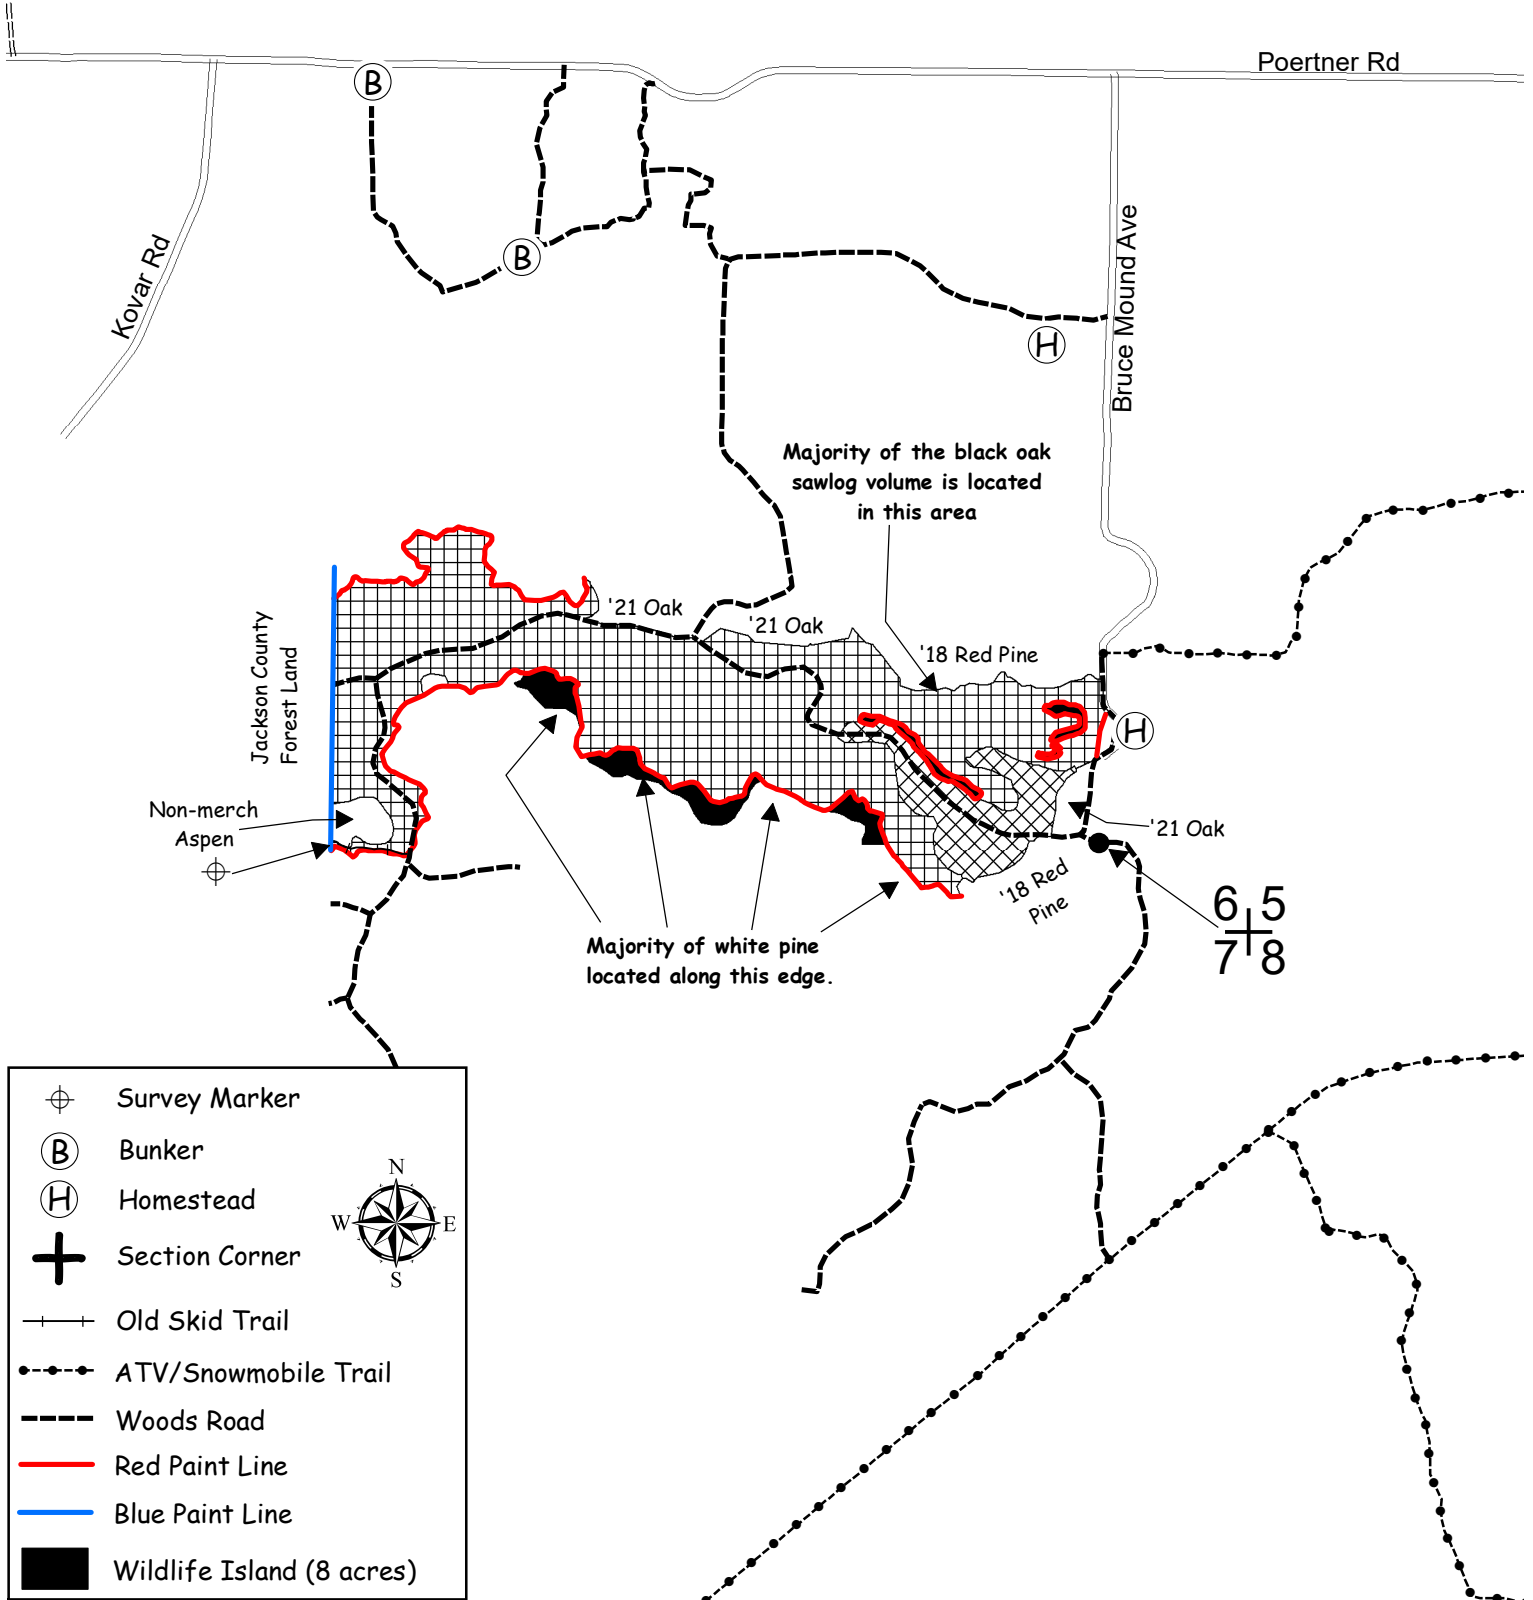 Poertner Rd
B
Kovar Rd
B
Bruce Mound Ave
H
Majority of the black oak
sawlog volume is located
in this area
'21 Oak
'21 Oak
'18 Red Pine
Jackson County
Forest Land
H
Non-merch
Aspen
'21 Oak
'18 Red
Pine
6 5
7 8
Majority of white pine
located along this edge.
Survey Marker
B Bunker
H Homestead
Section Corner
Old Skid Trail
ATV/Snowmobile Trail
Woods Road
Red Paint Line
Blue Paint Line
Wildlife Island (8 acres)
N
W E
S